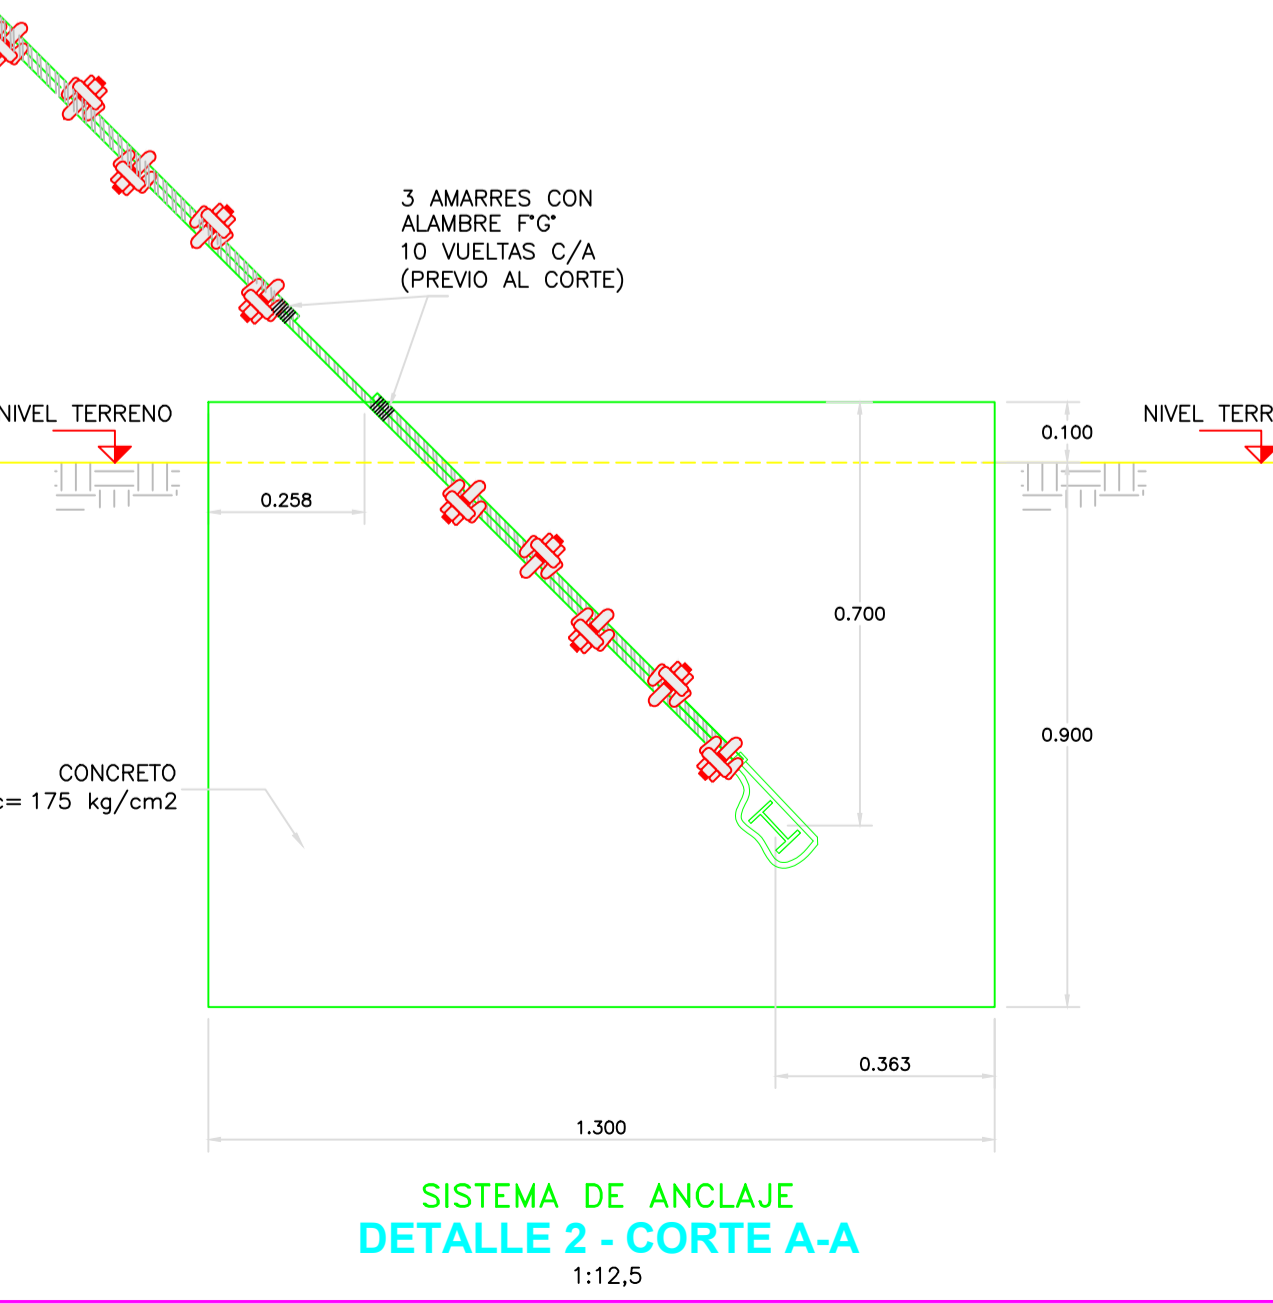 3 AMARRES CON
ALAMBRE F°G°
10 VUELTAS C/A
(PREVIO AL CORTE)
NIVEL TERRENO
NIVEL TERR
0.100
0.258
0.700
0.900
CONCRETO
c= 175 kg/cm2
0.363
1.300
SISTEMA DE ANCLAJE
DETALLE 2 - CORTE A-A
1:12,5